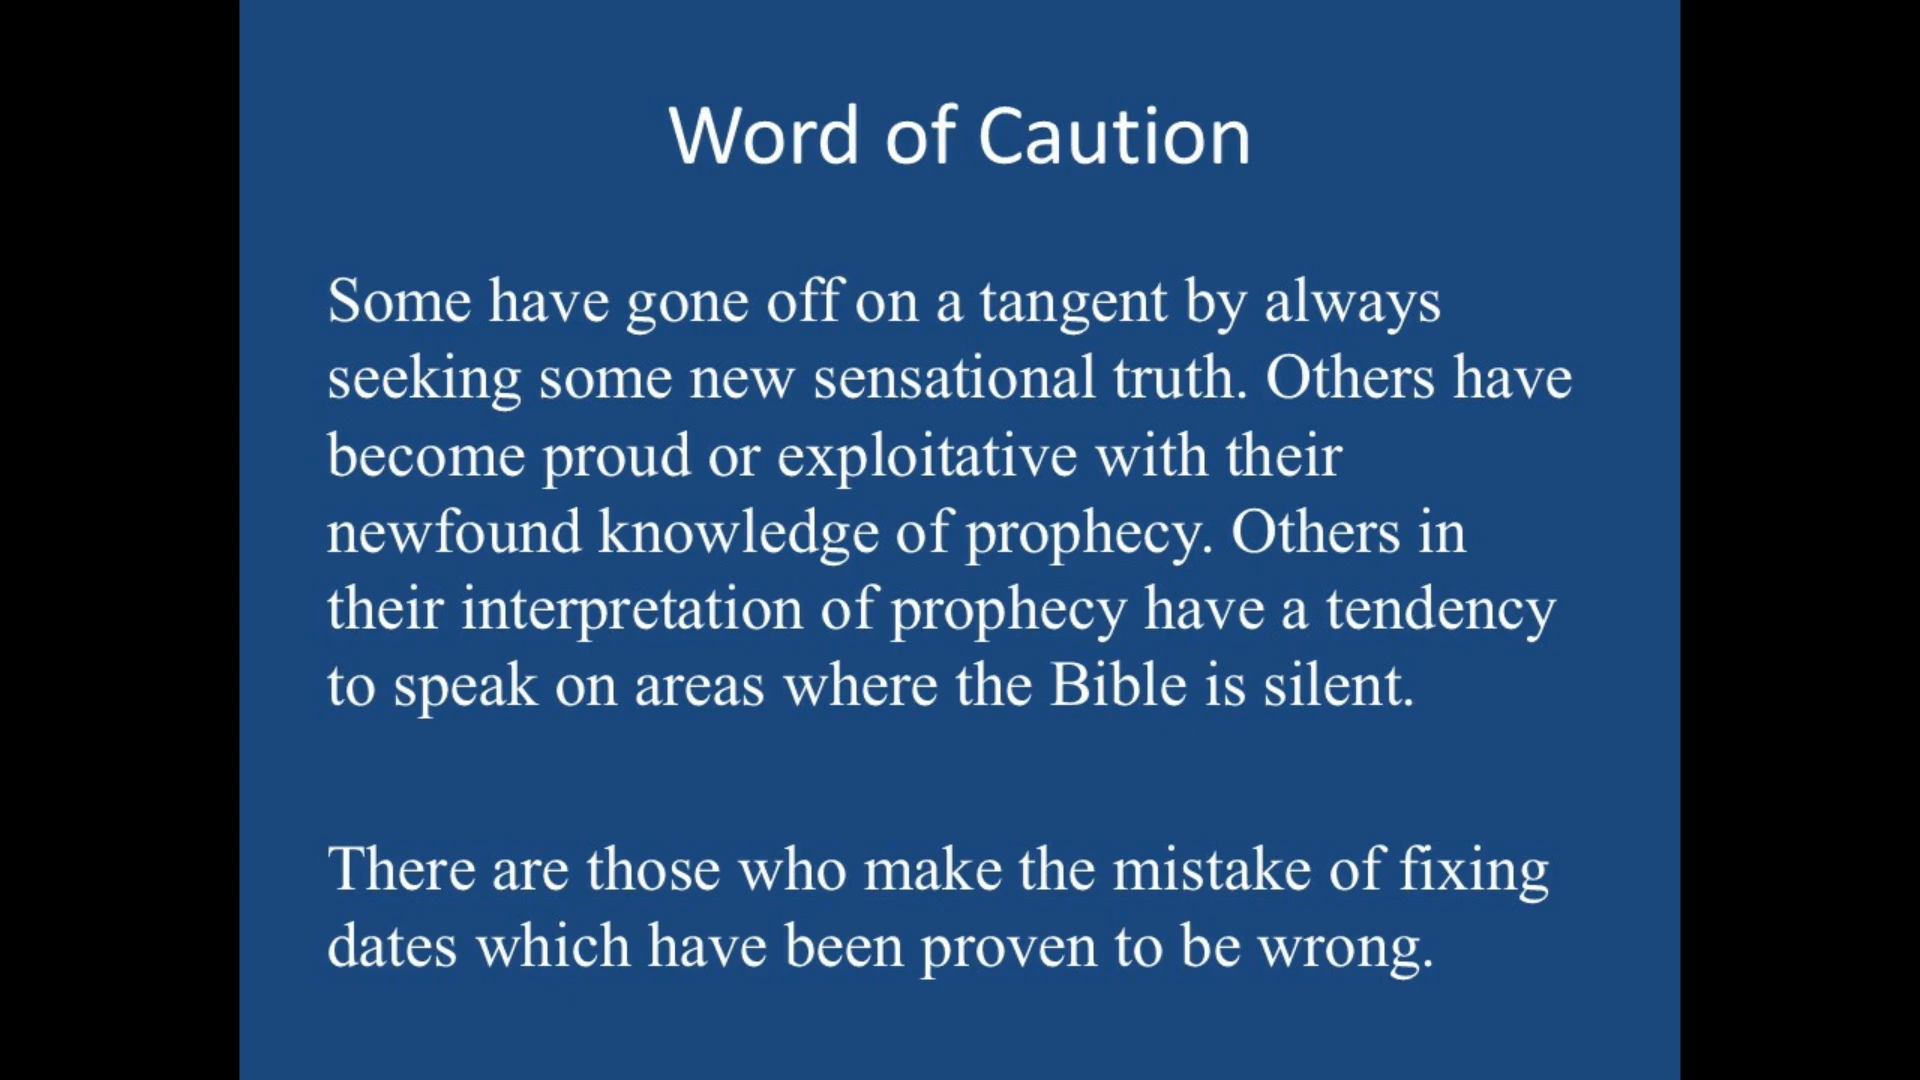 Word of Caution
Some have gone off on a tangent by always
seeking some new sensational truth. Others have
become proud or exploitative with their
newfound knowledge of prophecy. Others in
their interpretation of prophecy have a tendency
to speak on areas where the Bible is silent.
There are those who make the mistake of fixing
dates which have been proven to be wrong.